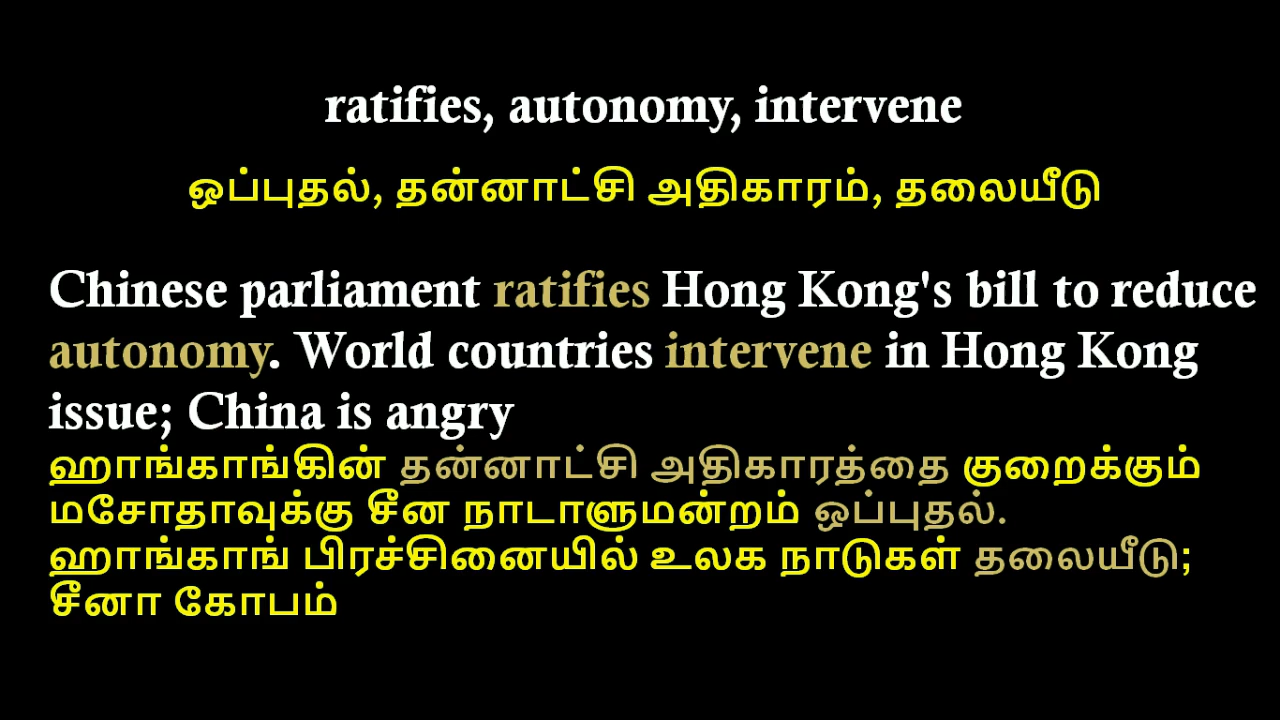 ratifies, autonomy, intervene
ஒப்புதல், தன்னாட்சி அதிகாரம், தலையீடு
Chinese parliament ratifies Hong Kong's bill to reduce
autonomy. World countries intervene in Hong Kong
issue; China is angry
ஹாங்காங்கின் தன்னாட்சி அதிகாரத்தை குறைக்கும்
மசோதாவுக்கு சீன நாடாளுமன்றம் ஒப்புதல்.
ஹாங்காங் பிரச்சினையில் உலக நாடுகள் தலையீடு;
சீனா கோபம்